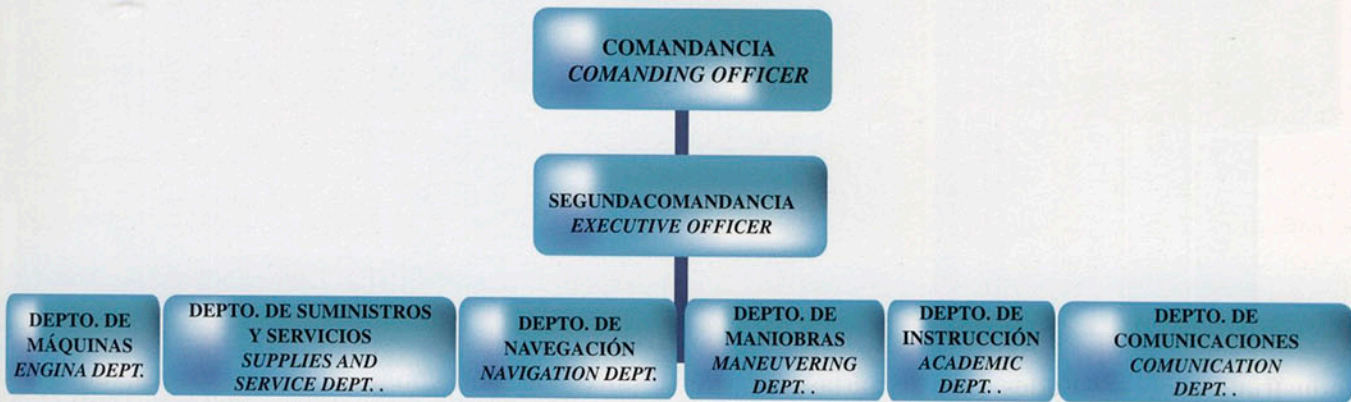 COMANDANCIA
COMANDING OFFICER
SEGUNDACOMANDANCIA
EXECUTIVE OFFICER
DEPTO. DE
MÁQUINAS
ENGINA DEPT.
DEPTO. DE SUMINISTROS
Y SERVICIOS
SUPPLIES AND
SERVICE DEPT. .
DEPTO. DE
NAVEGACIÓN
NAVIGATION DEPT.
DEPTO. DE
MANIOBRAS
MANEUVERING
DEPT. .
DEPTO. DE
INSTRUCCIÓN
ACADEMIC
DEPT. .
DEPTO. DE
COMUNICACIONES
COMUNICATION
DEPT. .